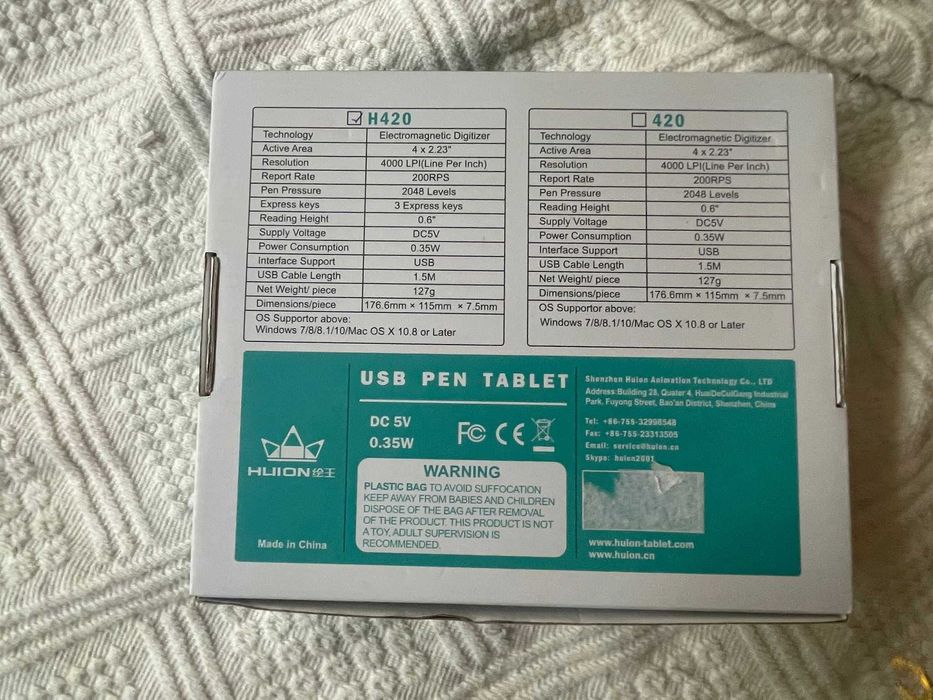 H420
Technology Electromagnetic Digitizer
Active Area 4 x 2.23"
Resolution 4000 LPI(Line Per Inch)
Report Rate 200RPS
Pen Pressure 2048 Levels
Express keys 3 Express keys
Reading Height 0.6"
Supply Voltage DC5V
Power Consumption 0.35W
Interface Support USB
USB Cable Length 1.5M
Net Weight/ piece 127g
Dimensions/piece 176.6mm × 115mm × 7.5mm
OS Supportor above:
Windows 7/8/8.1/10/Mac OS X 10.8 or Later
420
Technology Electromagnetic Digitizer
Active Area 4 x 2.23"
Resolution 4000 LPI(Line Per Inch)
Report Rate 200RPS
Pen Pressure 2048 Levels
Reading Height 0.6"
Supply Voltage DC5V
Power Consumption 0.35W
Interface Support USB
USB Cable Length 1.5M
Net Weight/ piece 127g
Dimensions/piece 176.6mm × 115mm × 7.5mm
OS Supportor above:
Windows 7/8/8.1/10/Mac OS X 10.8 or Later
HUION 绘王
Made in China
USB PEN TABLET
DC 5V
0.35W
FC CE
WARNING
PLASTIC BAG TO AVOID SUFFOCATION
KEEP AWAY FROM BABIES AND CHILDREN
DISPOSE OF THE BAG AFTER REMOVAL
OF THE PRODUCT. THIS PRODUCT IS NOT
A TOY, ADULT SUPERVISION IS
RECOMMENDED.
Shenzhen Huion Animation Technology Co., LTD
Address:Building 28, Quater 4, HuaiDeCuiGang Industrial
Park, Fuyong Street, Bao'an District, Shenzhen, China
Tel: +86-755-32998548
Fax: +86-755-23313505
Email: service@huion.cn
Skype: huion2001
www.huion-tablet.com
www.huion.cn